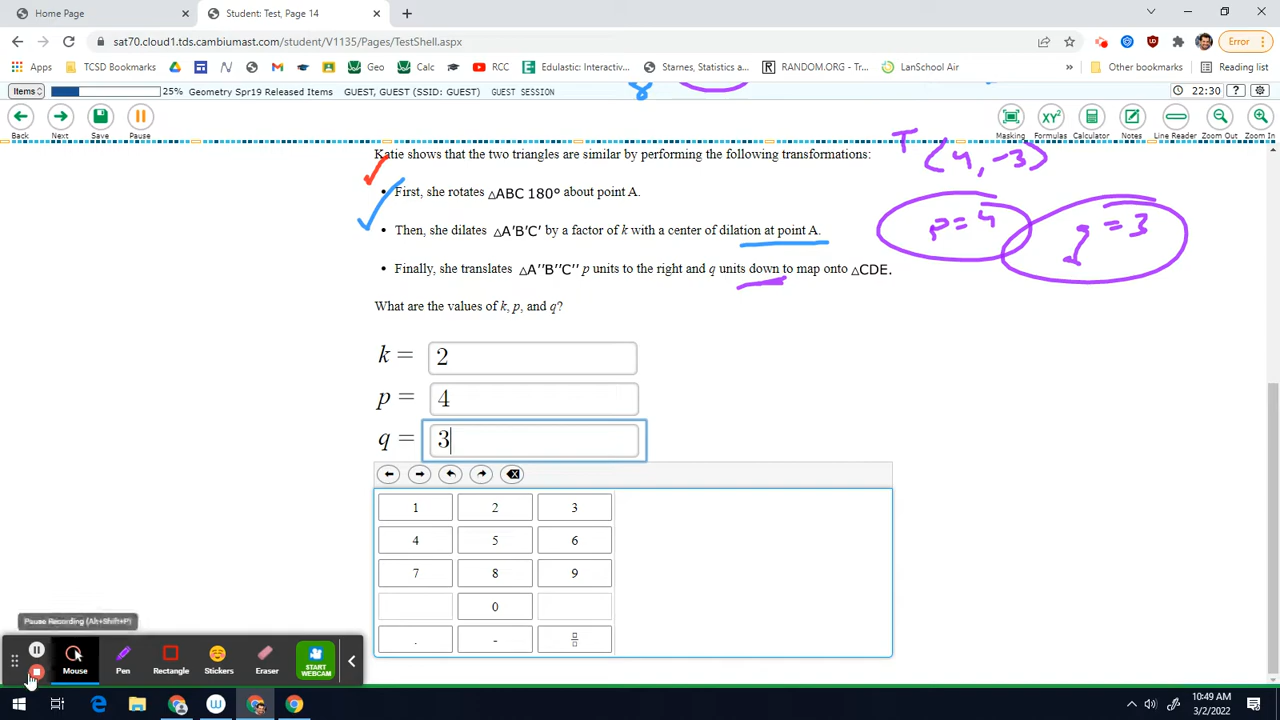 Home Page
Student: Test, Page 14
sat70.cloud1.tds.cambiumast.com/student/V1135/Pages/TestShell.aspx
Error
Apps TCSD Bookmarks Geo Calc RCC Edulastic: Interactiv... Starnes, Statistics a... RANDOM.ORG - Tr... LanSchool Air » Other bookmarks Reading list
Items 25% Geometry Spr19 Released Items GUEST, GUEST (SSID: GUEST) GUEST SESSION 22:30 ?
Back Next Save Pause Masking Formulas Calculator Notes Line Reader Zoom Out Zoom In
XY²
8
T (4, -3)
Katie shows that the two triangles are similar by performing the following transformations:
• First, she rotates △ABC 180° about point A.
p = 4 q = 3
• Then, she dilates △A'B'C' by a factor of k with a center of dilation at point A.
• Finally, she translates △A''B''C'' p units to the right and q units down to map onto △CDE.
What are the values of k, p, and q?
k = 2
p = 4
q = 3
1 2 3
4 5 6
7 8 9
0
. -
Pause Recording (Alt+Shift+P)
Mouse Pen Rectangle Stickers Eraser START WEBCAM
10:49 AM
3/2/2022